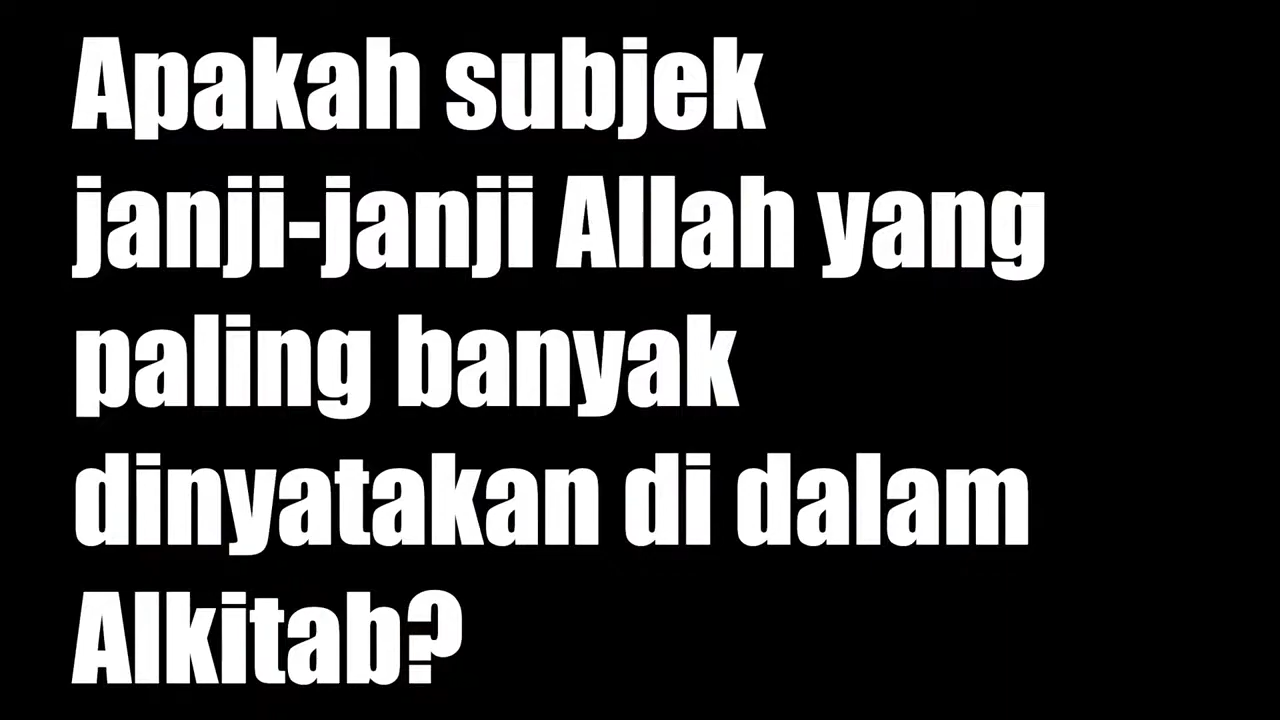 Apakah subjek
janji-janji Allah yang
paling banyak
dinyatakan di dalam
Alkitab?